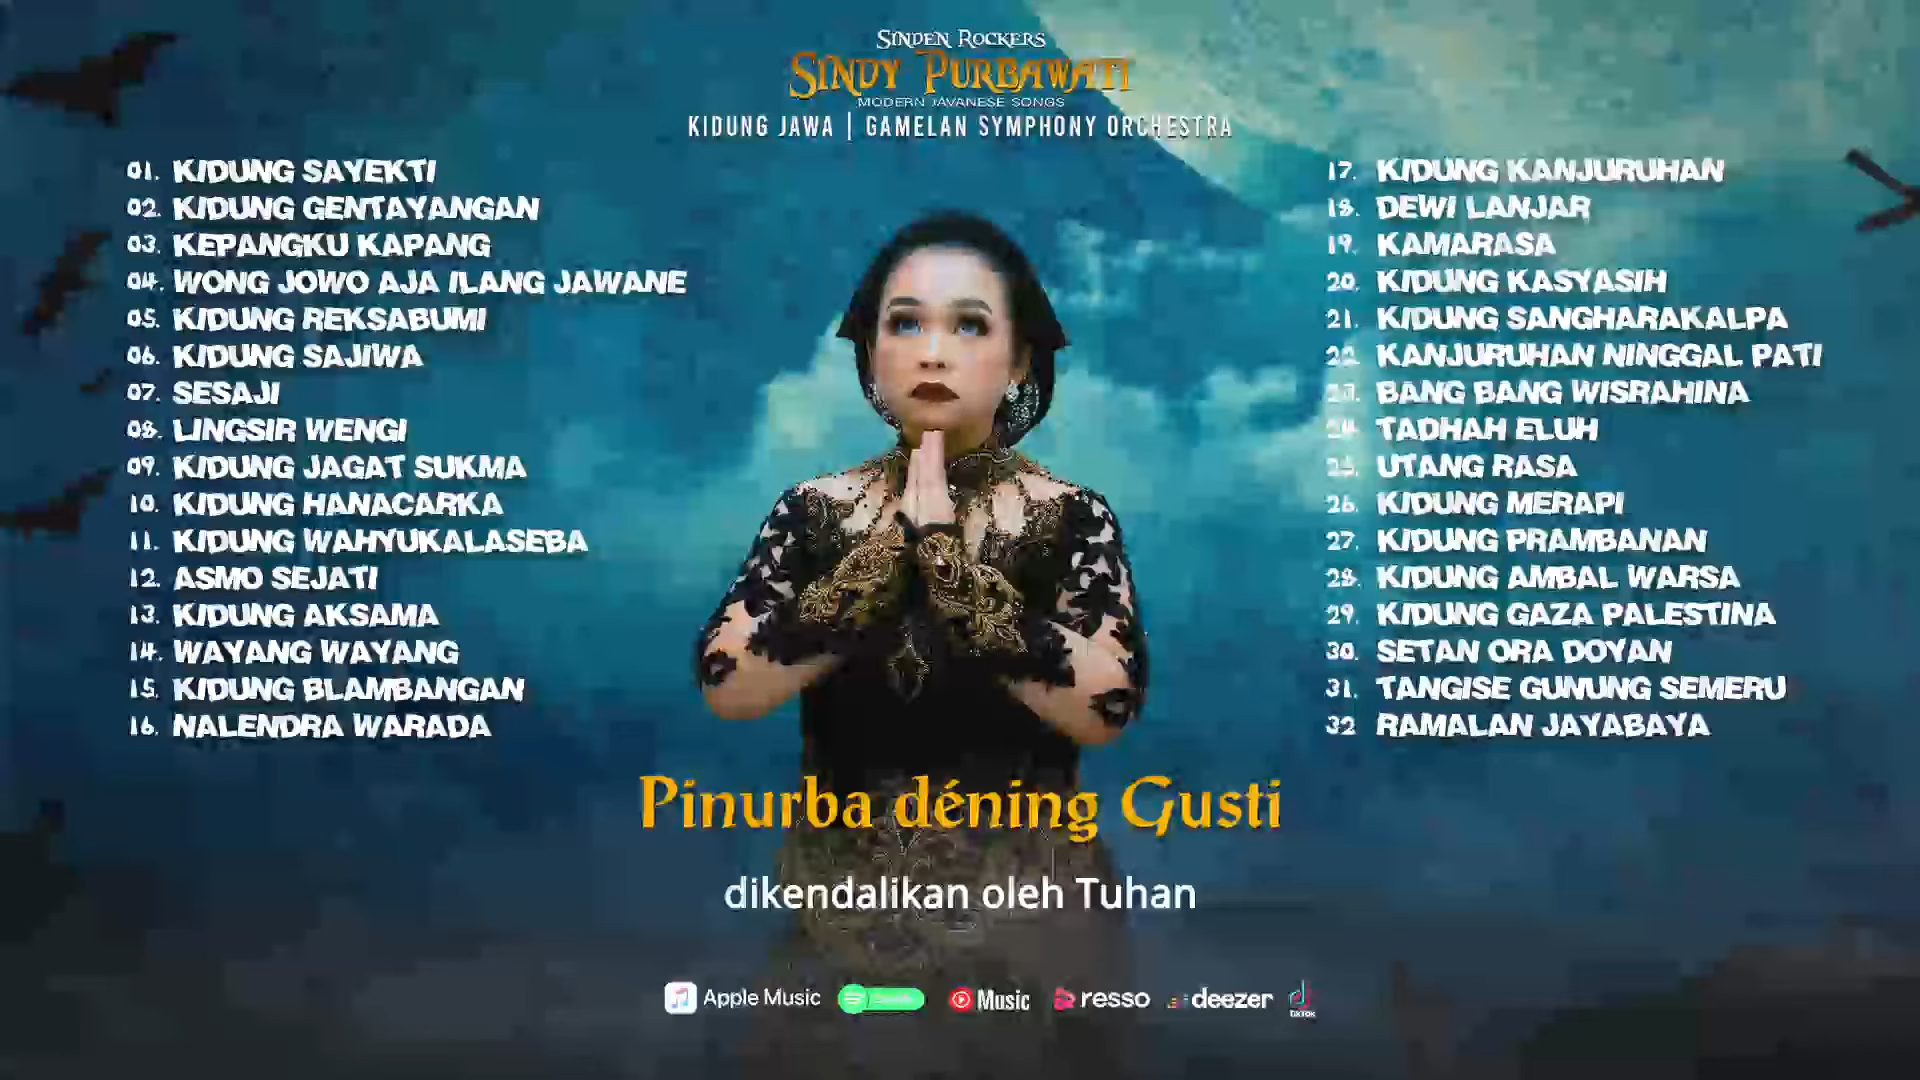 SINDEN ROCKERS
SINDY PURBAWATI
MODERN JAVANESE SONGS
KIDUNG JAWA | GAMELAN SYMPHONY ORCHESTRA
01. KIDUNG SAYEKTI
02. KIDUNG GENTAYANGAN
03. KEPANGKU KAPANG
04. WONG JOWO AJA ILANG JAWANE
05. KIDUNG REKSABUMI
06. KIDUNG SAJIWA
07. SESAJI
08. LINGSIR WENGI
09. KIDUNG JAGAT SUKMA
10. KIDUNG HANACARKA
11. KIDUNG WAHYUKALASEBA
12. ASMO SEJATI
13. KIDUNG AKSAMA
14. WAYANG WAYANG
15. KIDUNG BLAMBANGAN
16. NALENDRA WARADA
17. KIDUNG KANJURUHAN
18. DEWI LANJAR
19. KAMARASA
20. KIDUNG KASYASIH
21. KIDUNG SANGHARAKALPA
22. KANJURUHAN NINGGAL PATI
23. BANG BANG WISRAHINA
24. TADHAH ELUH
25. UTANG RASA
26. KIDUNG MERAPI
27. KIDUNG PRAMBANAN
28. KIDUNG AMBAL WARSA
29. KIDUNG GAZA PALESTINA
30. SETAN ORA DOYAN
31. TANGISE GUNUNG SEMERU
32 RAMALAN JAYABAYA
Pinurba déning Gusti
dikendalikan oleh Tuhan
Apple Music
Music
resso
deezer
TikTok